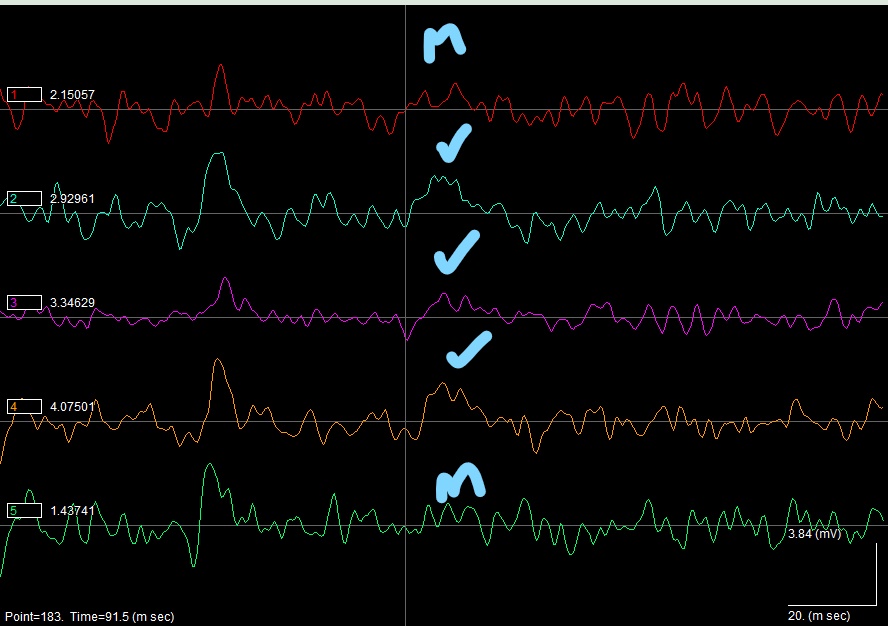 m
1 2.15057
2 2.92961
3 3.34629
4 4.07501
m
5 1.43741
3.84 (mV)
Point=183. Time=91.5 (m sec)
20. (m sec)